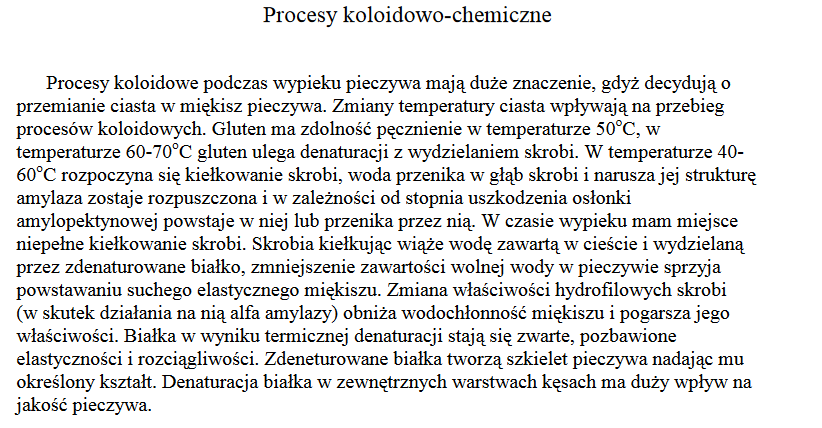 Procesy koloidowo-chemiczne
Procesy koloidowe podczas wypieku pieczywa mają duże znaczenie, gdyż decydują o
przemianie ciasta w miękisz pieczywa. Zmiany temperatury ciasta wpływają na przebieg
procesów koloidowych. Gluten ma zdolność pęcznienie w temperaturze 50°C, w
temperaturze 60-70°C gluten ulega denaturacji z wydzielaniem skrobi. W temperaturze 40-
60°C rozpoczyna się kiełkowanie skrobi, woda przenika w głąb skrobi i narusza jej strukturę
amylaza zostaje rozpuszczona i w zależności od stopnia uszkodzenia osłonki
amylopektynowej powstaje w niej lub przenika przez nią. W czasie wypieku mam miejsce
niepełne kiełkowanie skrobi. Skrobia kiełkując wiąże wodę zawartą w cieście i wydzielaną
przez zdenaturowane białko, zmniejszenie zawartości wolnej wody w pieczywie sprzyja
powstawaniu suchego elastycznego miękiszu. Zmiana właściwości hydrofilowych skrobi
(w skutek działania na nią alfa amylazy) obniża wodochłonność miękiszu i pogarsza jego
właściwości. Białka w wyniku termicznej denaturacji stają się zwarte, pozbawione
elastyczności i rozciągliwości. Zdeneturowane białka tworzą szkielet pieczywa nadając mu
określony kształt. Denaturacja białka w zewnętrznych warstwach kęsach ma duży wpływ na
jakość pieczywa.